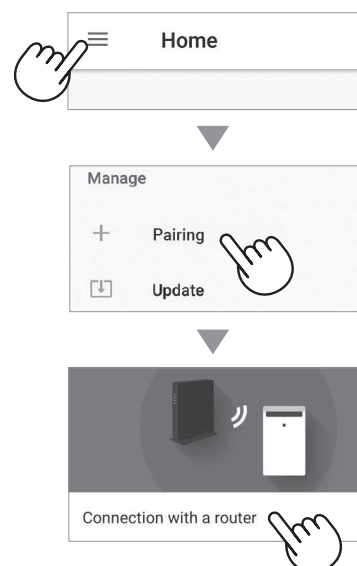 Home
Manage
Pairing
Update
Connection with a router